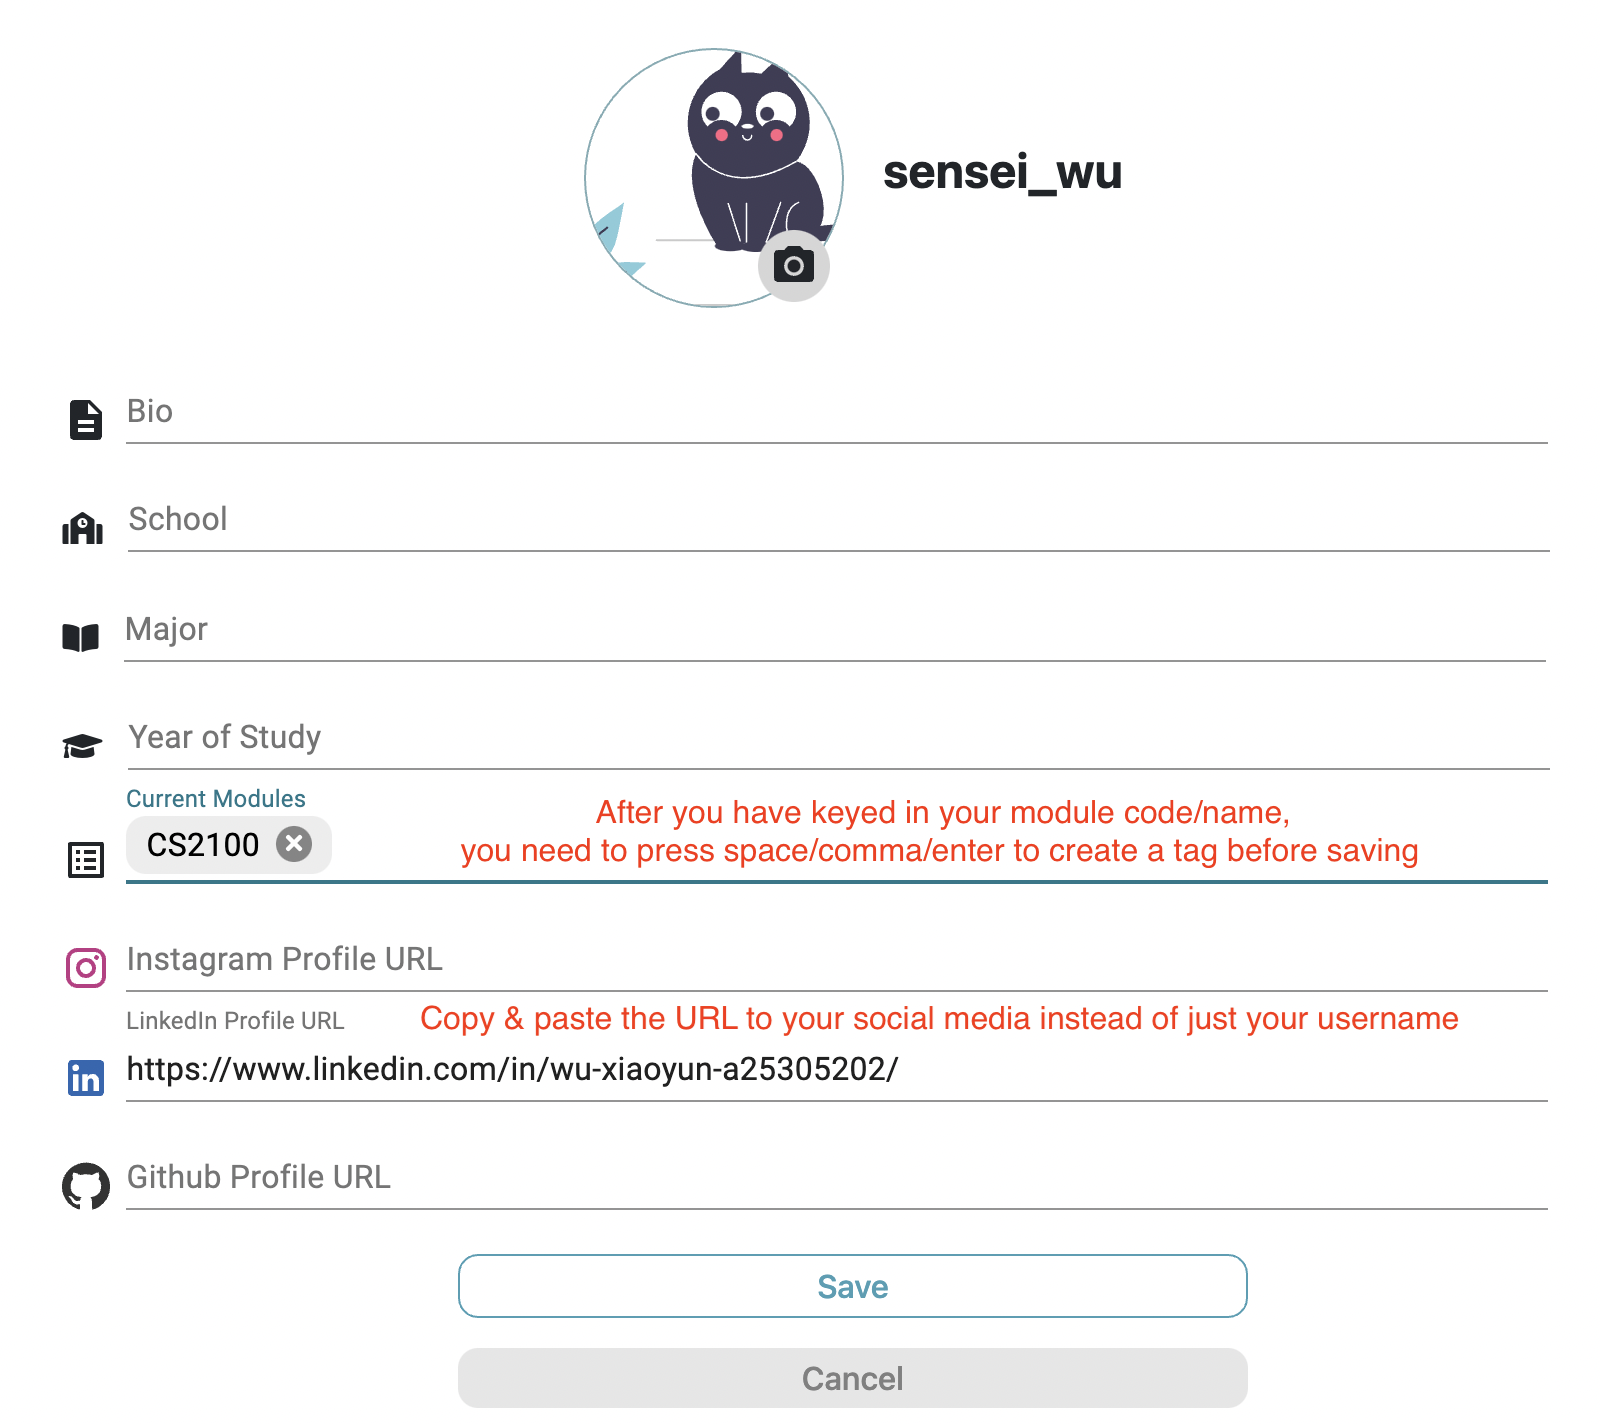 sensei_wu
Bio
School
Major
Year of Study
Current Modules
CS2100
After you have keyed in your module code/name,
you need to press space/comma/enter to create a tag before saving
Instagram Profile URL
LinkedIn Profile URL
Copy & paste the URL to your social media instead of just your username
https://www.linkedin.com/in/wu-xiaoyun-a25305202/
Github Profile URL
Save
Cancel